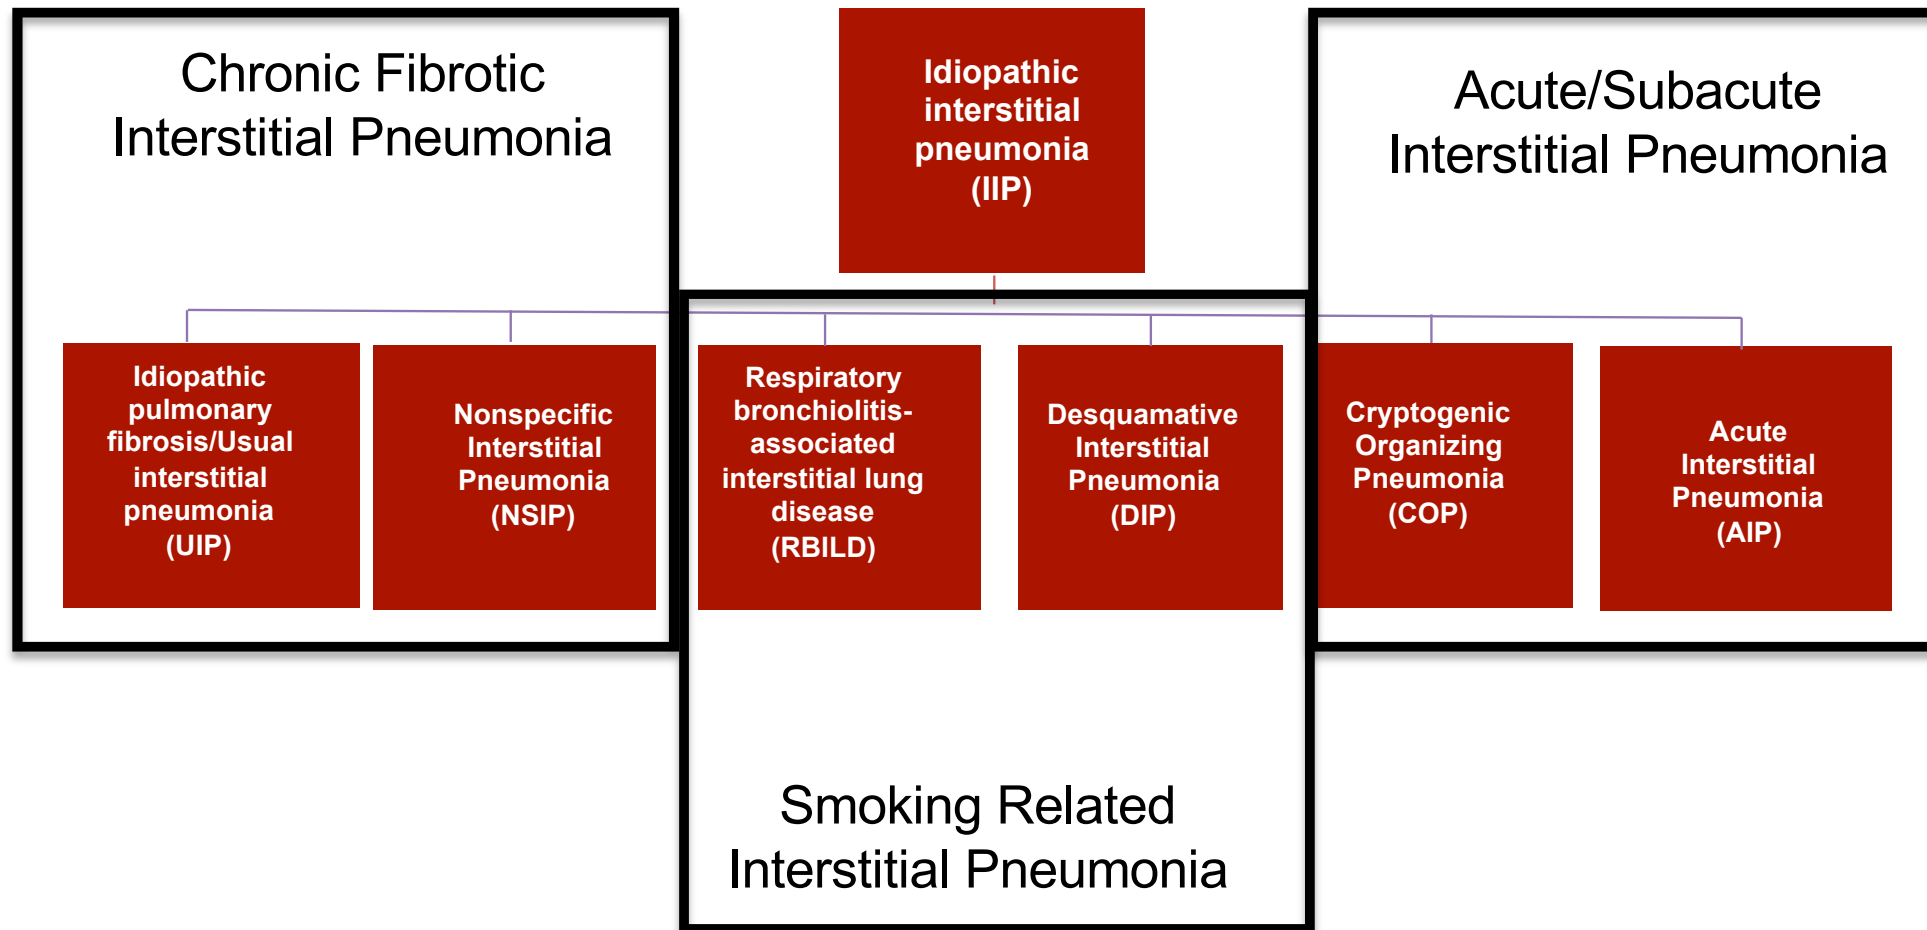 Chronic Fibrotic
Interstitial Pneumonia
Idiopathic
interstitial
pneumonia
(IIP)
Acute/Subacute
Interstitial Pneumonia
Idiopathic
pulmonary
fibrosis/Usual
interstitial
pneumonia
(UIP)
Nonspecific
Interstitial
Pneumonia
(NSIP)
Respiratory
bronchiolitis-
associated
interstitial lung
disease
(RBILD)
Desquamative
Interstitial
Pneumonia
(DIP)
Cryptogenic
Organizing
Pneumonia
(COP)
Acute
Interstitial
Pneumonia
(AIP)
Smoking Related
Interstitial Pneumonia